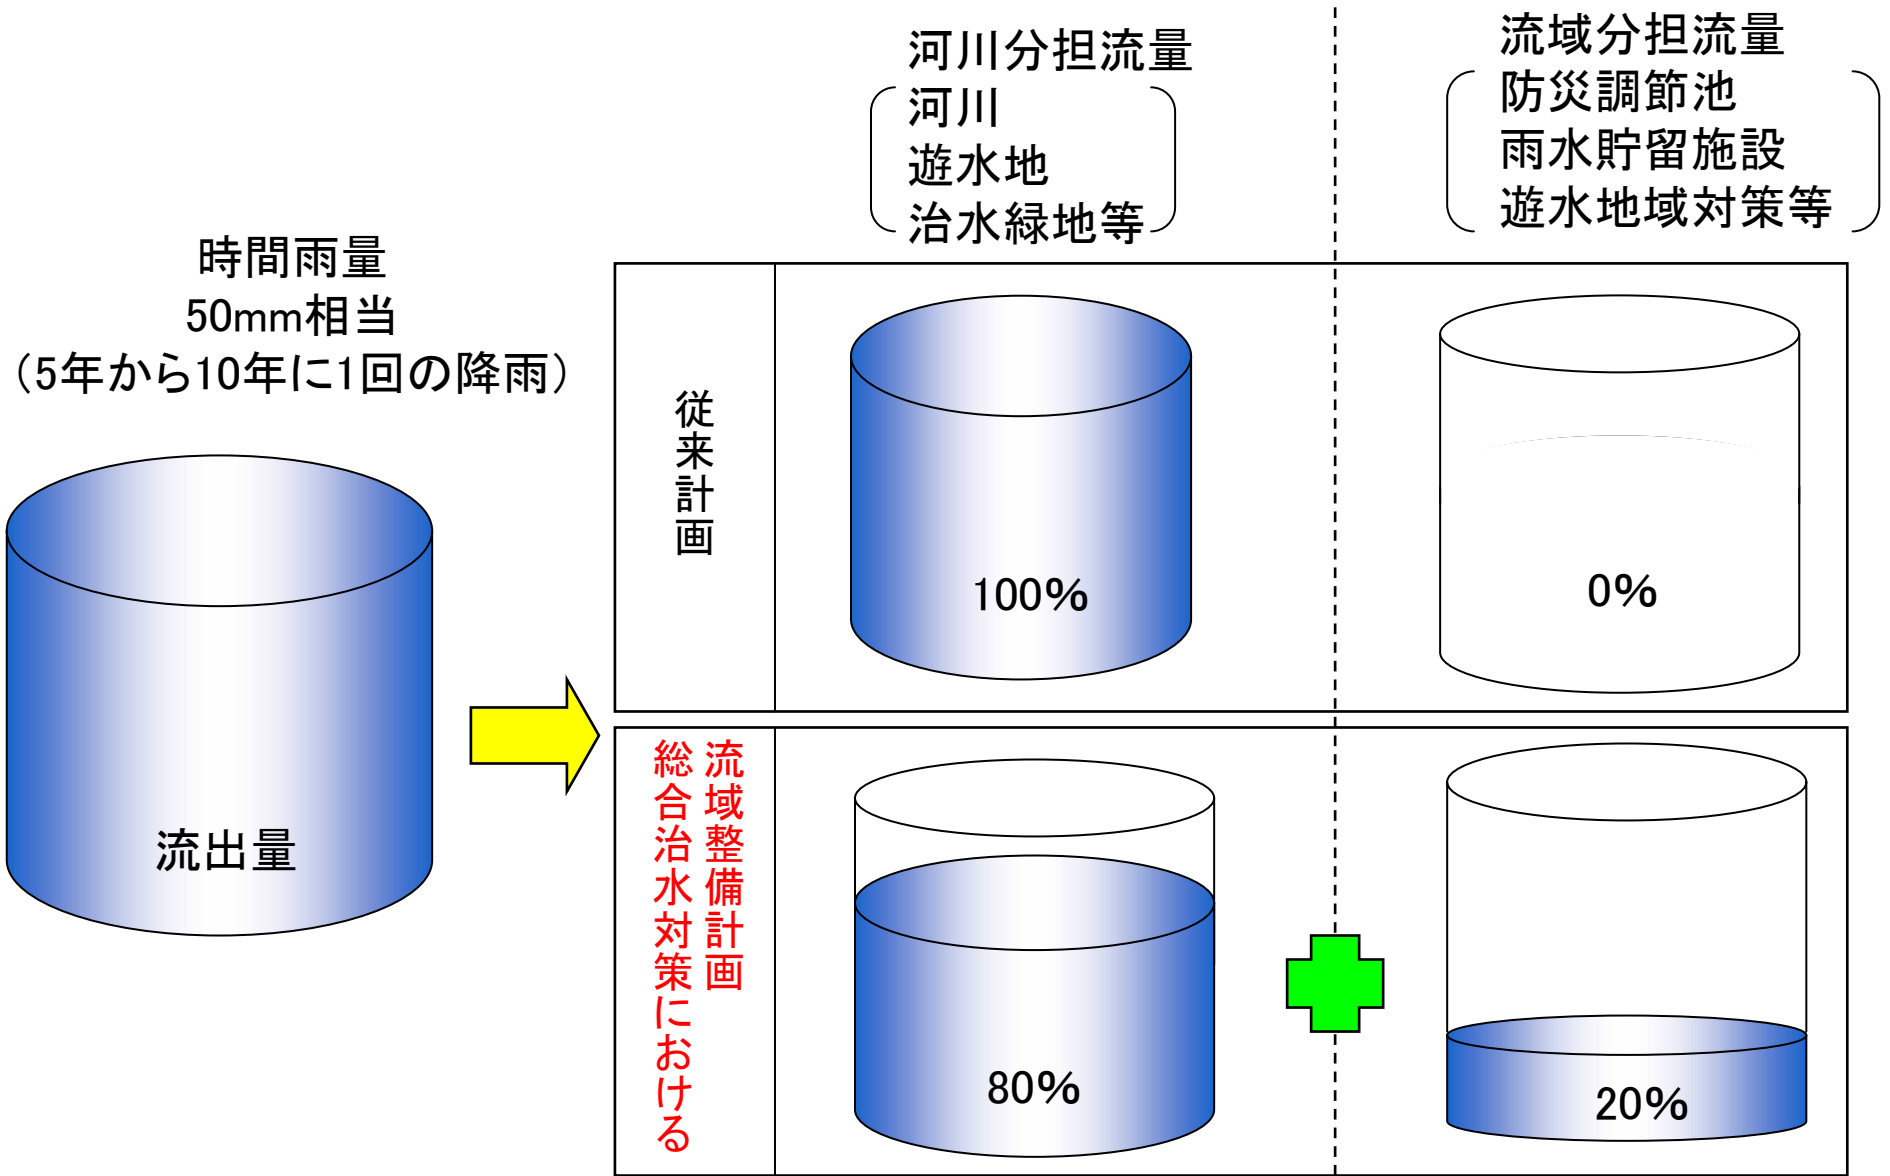 河川分担流量
河川
遊水地
治水緑地等
流域分担流量
防災調節池
雨水貯留施設
遊水地域対策等
時間雨量
50mm相当
（5年から10年に1回の降雨）
流出量
従来計画
100%
0%
流域整備計画
総合治水対策における
80%
20%